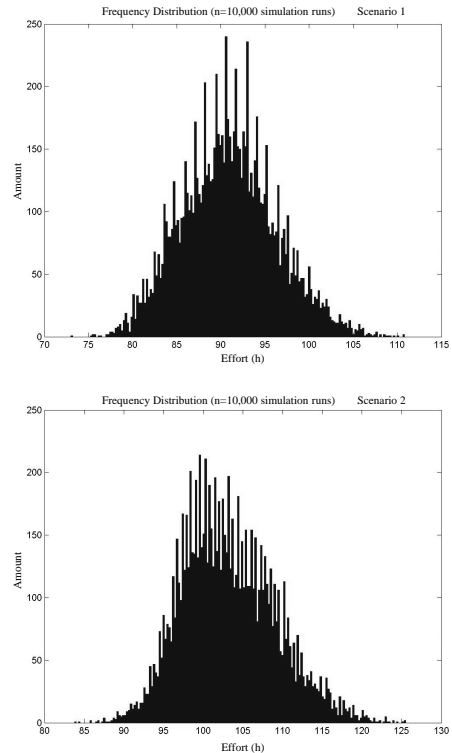 Frequency Distribution (n=10,000 simulation runs) Scenario 1
250
200
150
100
50
0
Amount
70 75 80 85 90 95 100 105 110 115
Effort (h)
Frequency Distribution (n=10,000 simulation runs) Scenario 2
250
200
150
100
50
0
Amount
80 85 90 95 100 105 110 115 120 125 130
Effort (h)